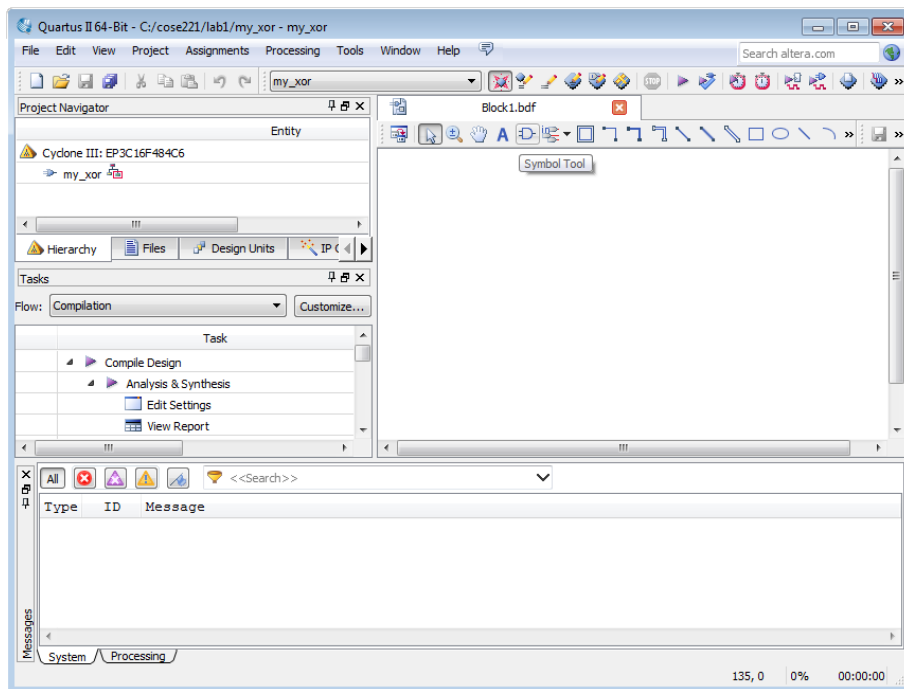 Quartus II 64-Bit - C:/cose221/lab1/my_xor - my_xor
File Edit View Project Assignments Processing Tools Window Help
Search altera.com
my_xor
Project Navigator
Block1.bdf
Entity
Cyclone III: EP3C16F484C6
my_xor
Symbol Tool
Hierarchy Files Design Units IP C
Tasks
Flow: Compilation Customize...
Task
Compile Design
Analysis & Synthesis
Edit Settings
View Report
All <<Search>>
Type ID Message
Messages
System Processing
135, 0 0% 00:00:00